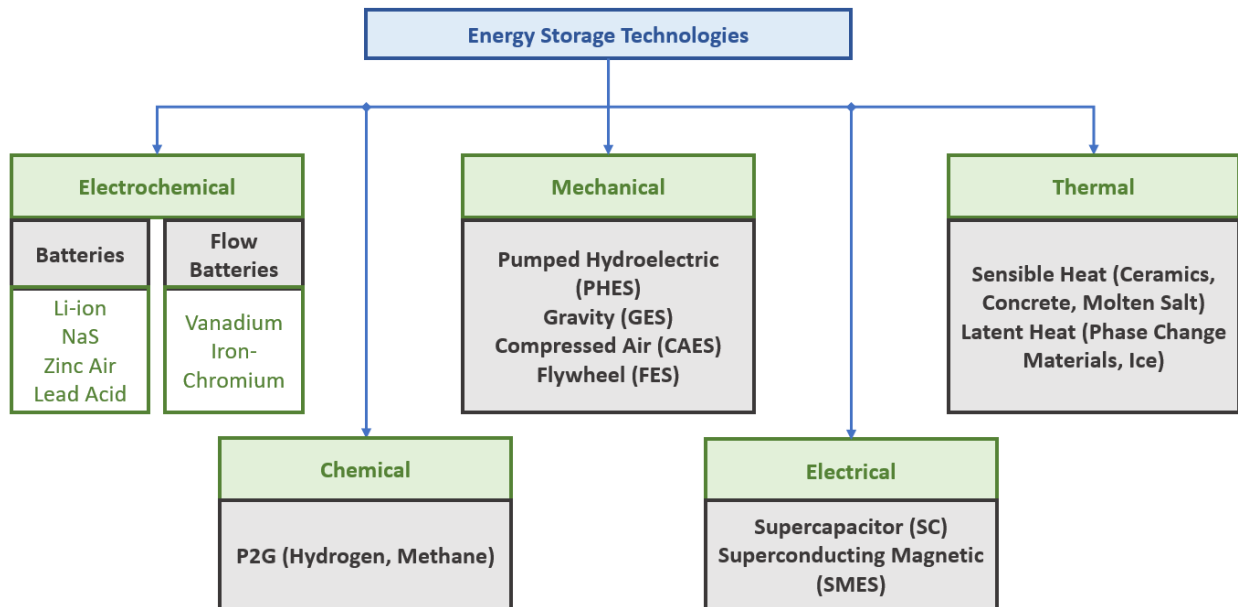 Energy Storage Technologies
Electrochemical
Batteries
Li-ion
NaS
Zinc Air
Lead Acid
Flow
Batteries
Vanadium
Iron-
Chromium
Mechanical
Pumped Hydroelectric
(PHES)
Gravity (GES)
Compressed Air (CAES)
Flywheel (FES)
Thermal
Sensible Heat (Ceramics,
Concrete, Molten Salt)
Latent Heat (Phase Change
Materials, Ice)
Chemical
P2G (Hydrogen, Methane)
Electrical
Supercapacitor (SC)
Superconducting Magnetic
(SMES)